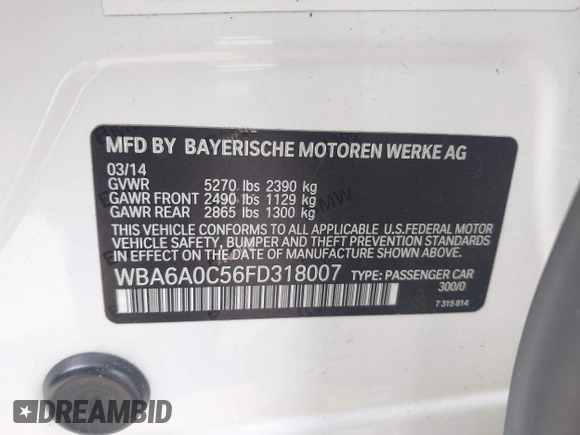 MFD BY BAYERISCHE MOTOREN WERKE AG
03/14
GVWR 5270 lbs 2390 kg
GAWR FRONT 2490 lbs 1129 kg
GAWR REAR 2865 lbs 1300 kg
THIS VEHICLE CONFORMS TO ALL APPLICABLE U.S.FEDERAL MOTOR
VEHICLE SAFETY, BUMPER AND THEFT PREVENTION STANDARDS
IN EFFECT ON THE DATE OF MANUFACTURE SHOWN ABOVE.
WBA6A0C56FD318007 TYPE: PASSENGER CAR
300/0
7 315 814
DREAMBID